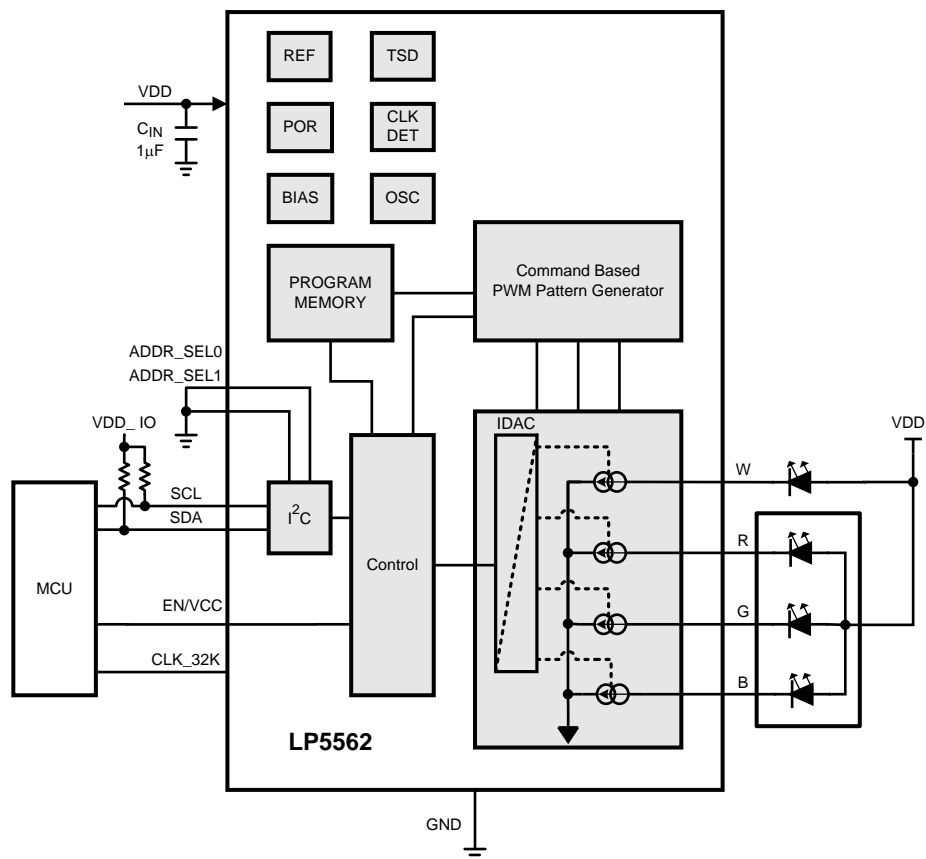 REF
TSD
VDD
CIN
1μF
POR
CLK
DET
BIAS
OSC
PROGRAM
MEMORY
Command Based
PWM Pattern Generator
ADDR_SEL0
ADDR_SEL1
VDD_ IO
IDAC
VDD
W
SCL
SDA
I2C
R
MCU
Control
EN/VCC
G
CLK_32K
B
LP5562
GND